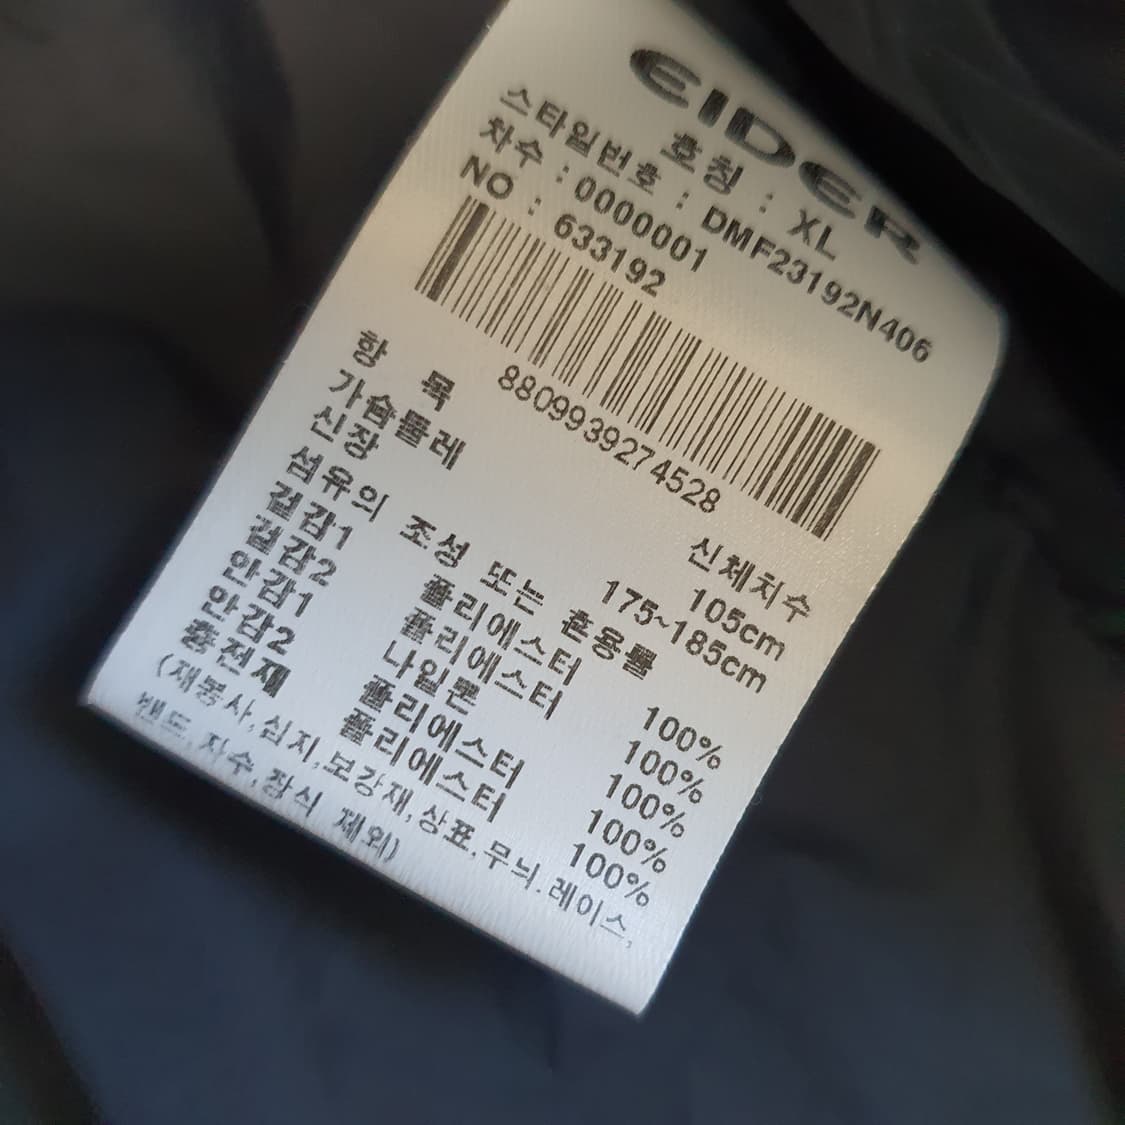 EIDER
호칭 : XL
스타일번호 : DMF23192N406
차수 : 0000001
NO : 633192
8809939274528
항 목 신체치수
가슴둘레 105cm
신장 175~185cm
섬유의 조성 또는 혼용률
겉감1 폴리에스터 100%
겉감2 폴리에스터 100%
안감1 나일론 100%
안감2 폴리에스터 100%
충전재 폴리에스터 100%
(재봉사,심지,보강재,상표,무늬.레이스,
밴드,자수,장식 제외)